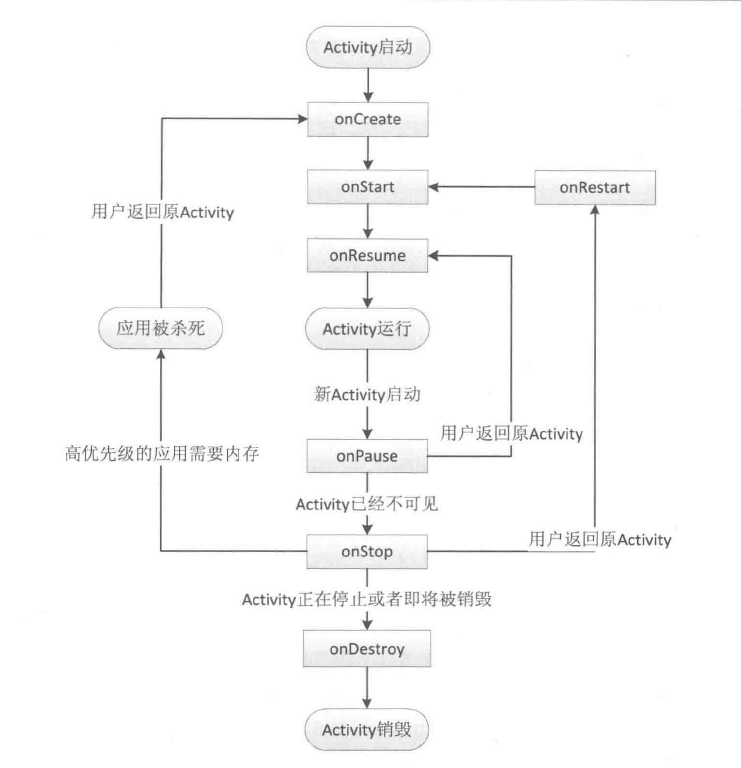 Activity启动
onCreate
onStart
onRestart
用户返回原Activity
onResume
应用被杀死
Activity运行
新Activity启动
用户返回原Activity
高优先级的应用需要内存
onPause
Activity已经不可见
用户返回原Activity
onStop
Activity正在停止或者即将被销毁
onDestroy
Activity销毁